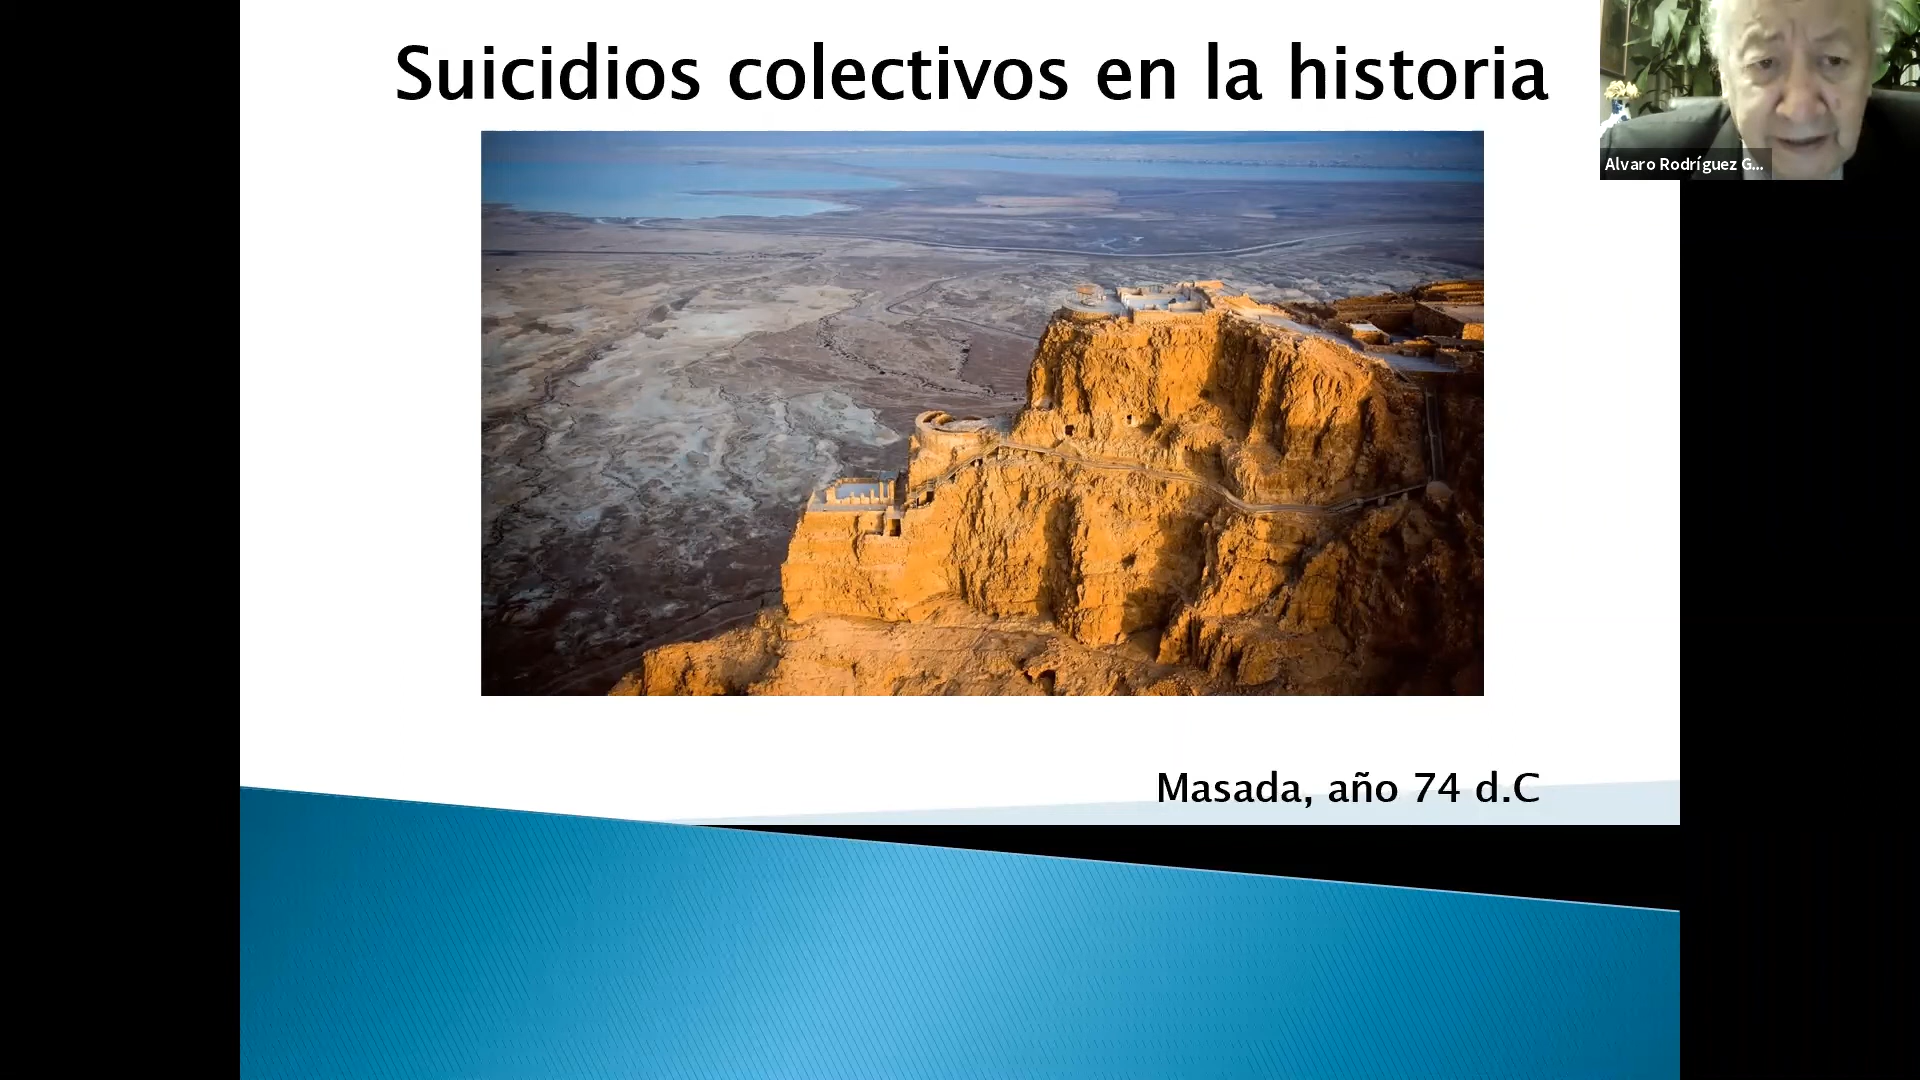 Suicidios colectivos en la historia
Alvaro Rodríguez G...
Masada, año 74 d.C